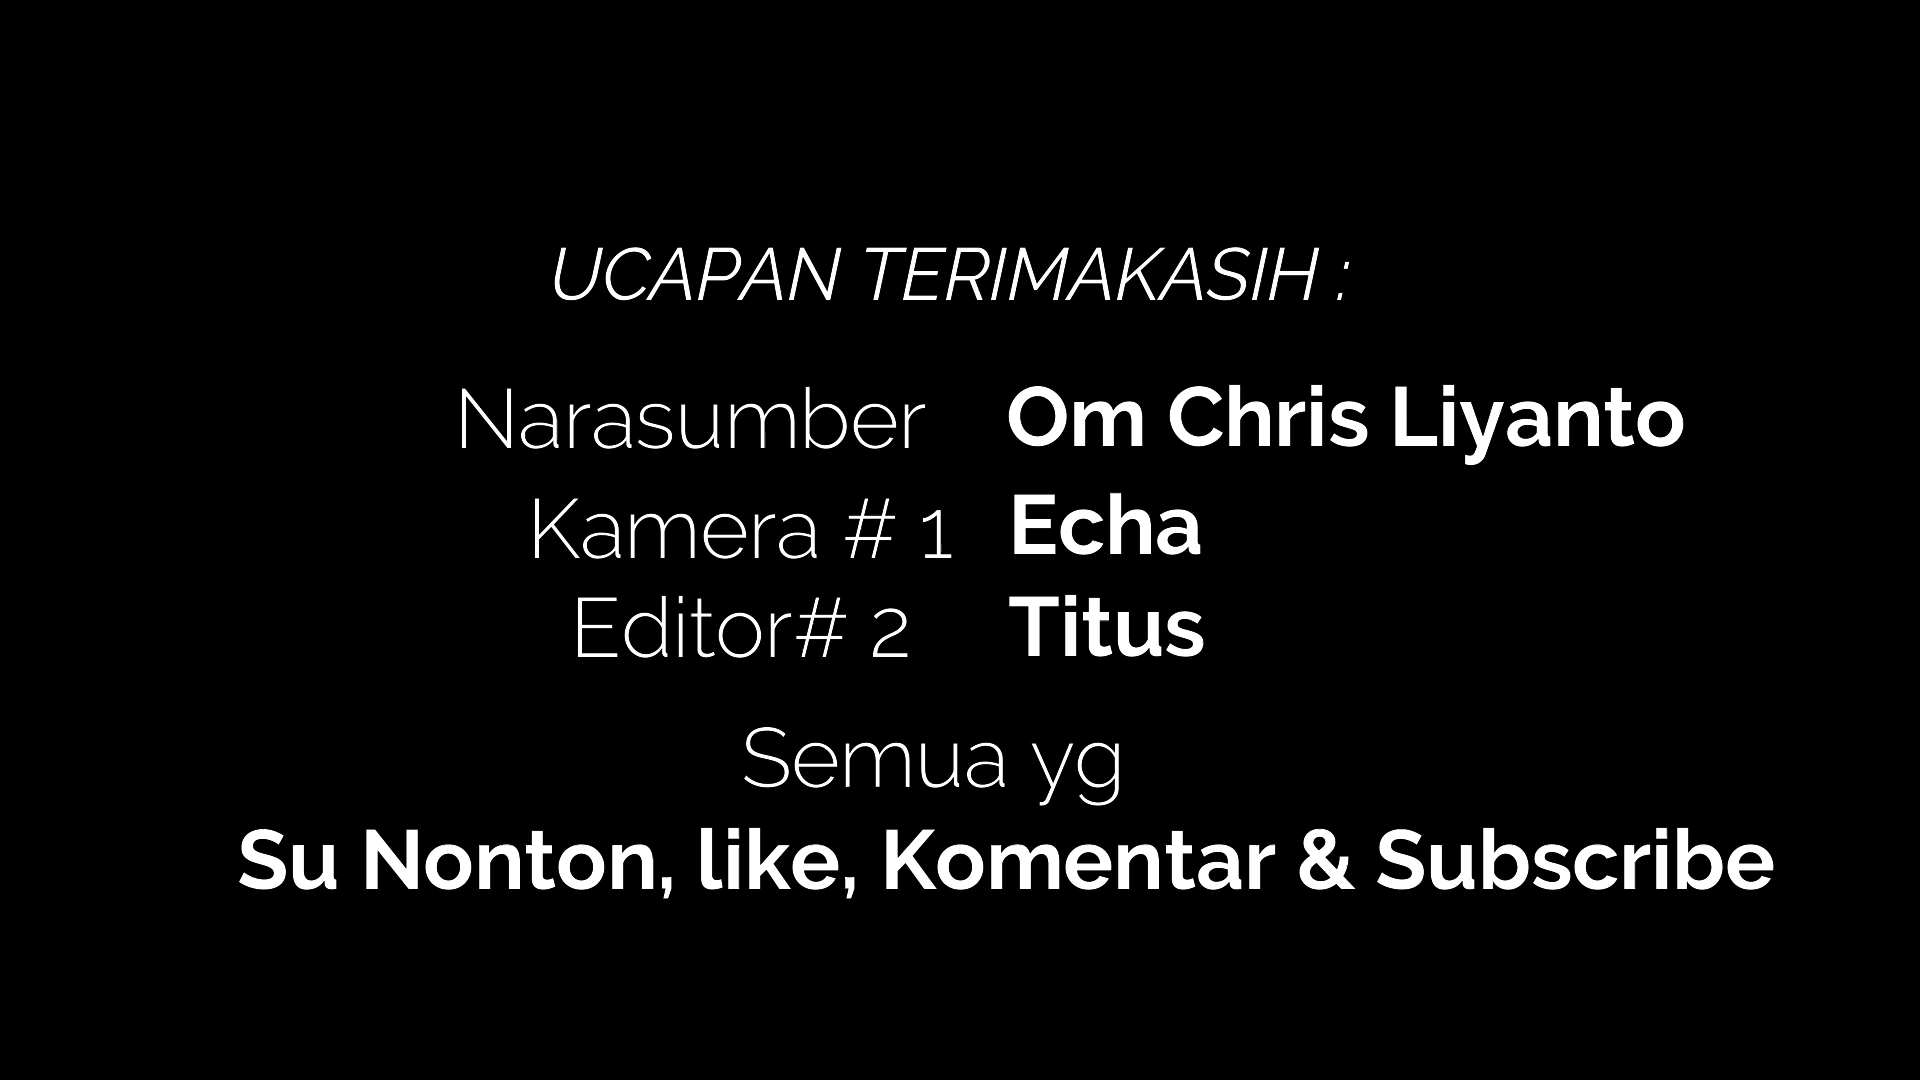 UCAPAN TERIMAKASIH :
Narasumber Om Chris Liyanto
Kamera # 1 Echa
Editor# 2 Titus
Semua yg
Su Nonton, like, Komentar & Subscribe